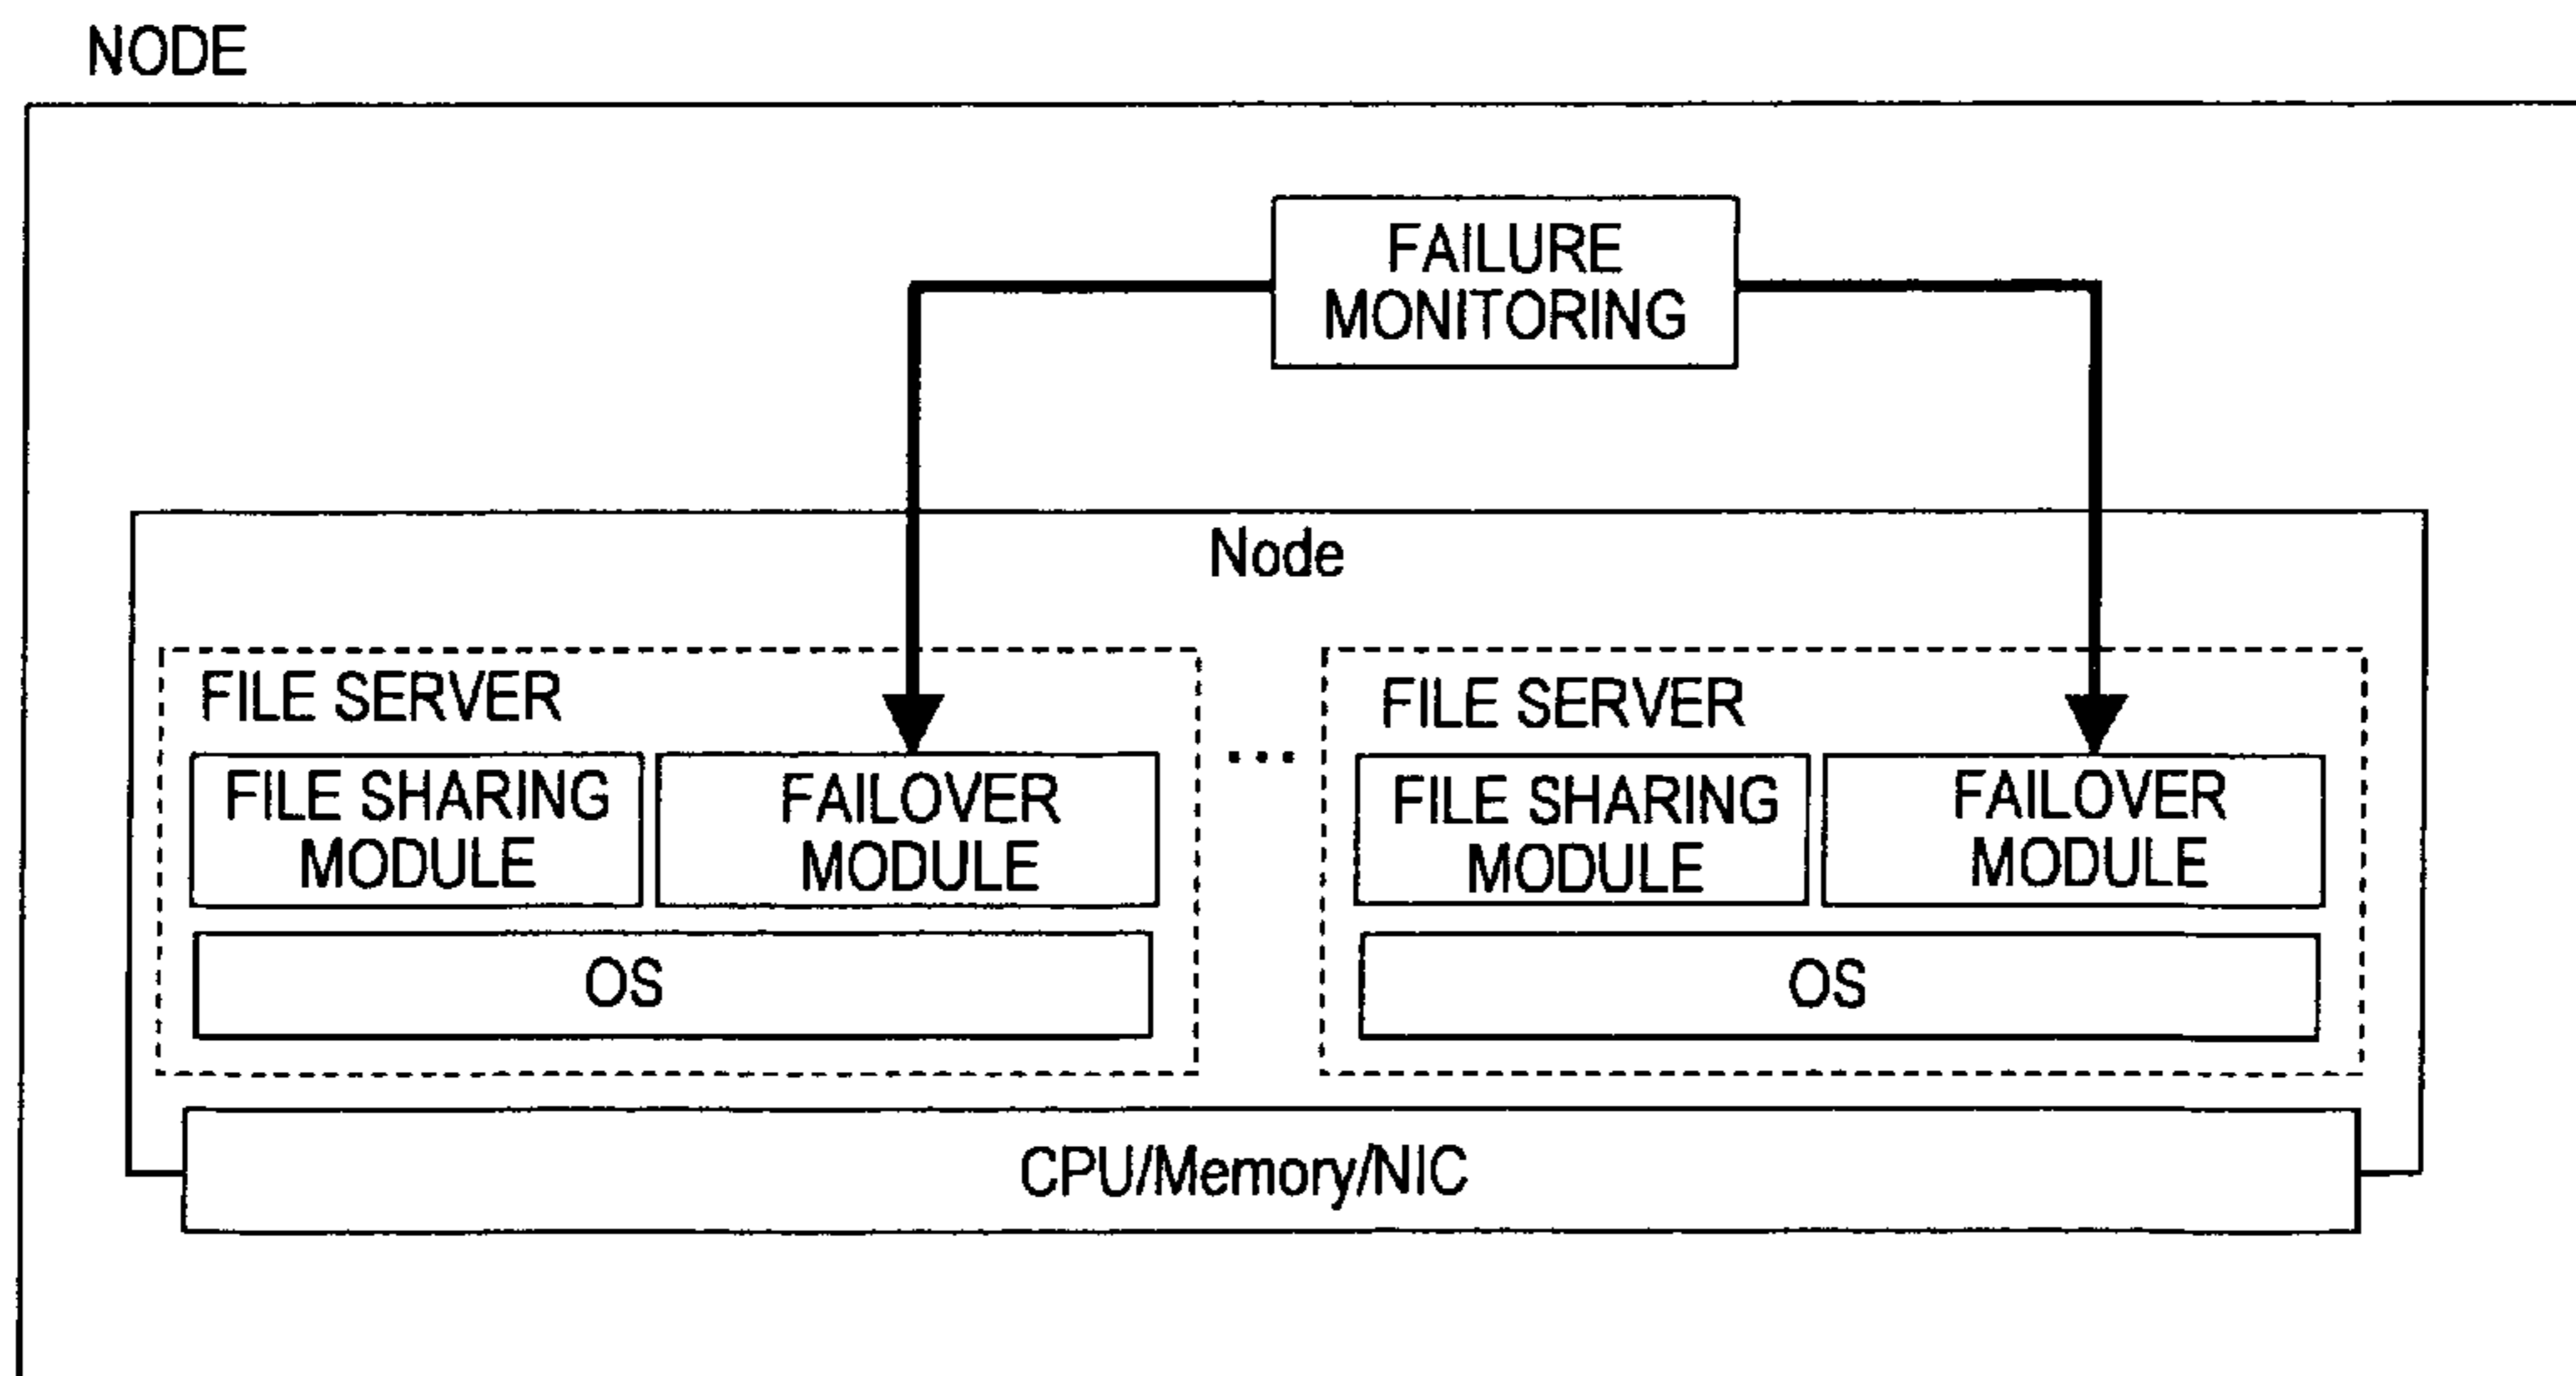 NODE
FAILURE
MONITORING
Node
FILE SERVER
FILE SHARING
MODULE
FAILOVER
MODULE
OS
...
FILE SERVER
FILE SHARING
MODULE
FAILOVER
MODULE
OS
CPU/Memory/NIC